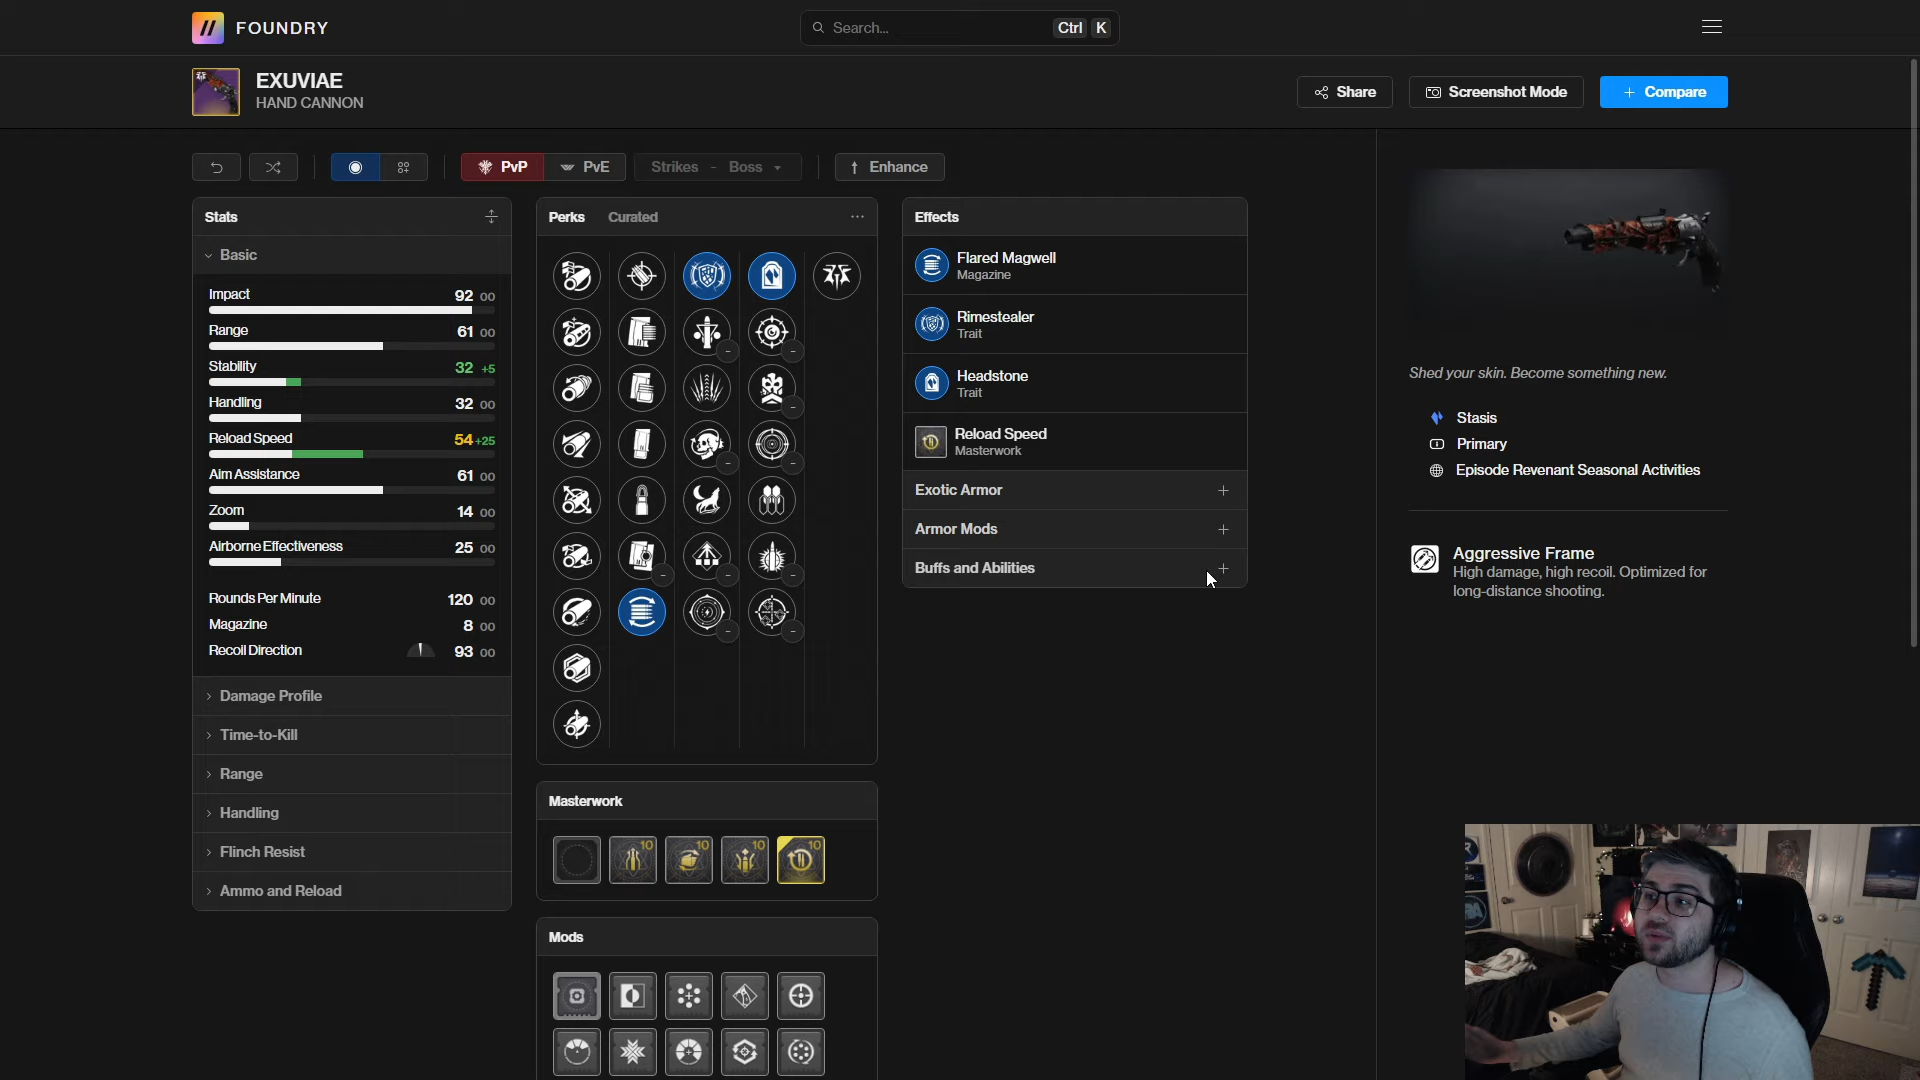 FOUNDRY
Search...
Ctrl K
EXUVIAE
HAND CANNON
Share
Screenshot Mode
+ Compare
PvP
PvE
Strikes - Boss
Enhance
Stats
Basic
Impact 92 00
Range 61 00
Stability 32 +5
Handling 32 00
Reload Speed 54 +25
Aim Assistance 61 00
Zoom 14 00
Airborne Effectiveness 25 00
Rounds Per Minute 120 00
Magazine 8 00
Recoil Direction 93 00
Damage Profile
Time-to-Kill
Range
Handling
Flinch Resist
Ammo and Reload
Perks Curated
Masterwork
10 10 10 10
Mods
Effects
Flared Magwell
Magazine
Rimestealer
Trait
Headstone
Trait
Reload Speed
Masterwork
Exotic Armor +
Armor Mods +
Buffs and Abilities +
Shed your skin. Become something new.
Stasis
Primary
Episode Revenant Seasonal Activities
Aggressive Frame
High damage, high recoil. Optimized for
long-distance shooting.